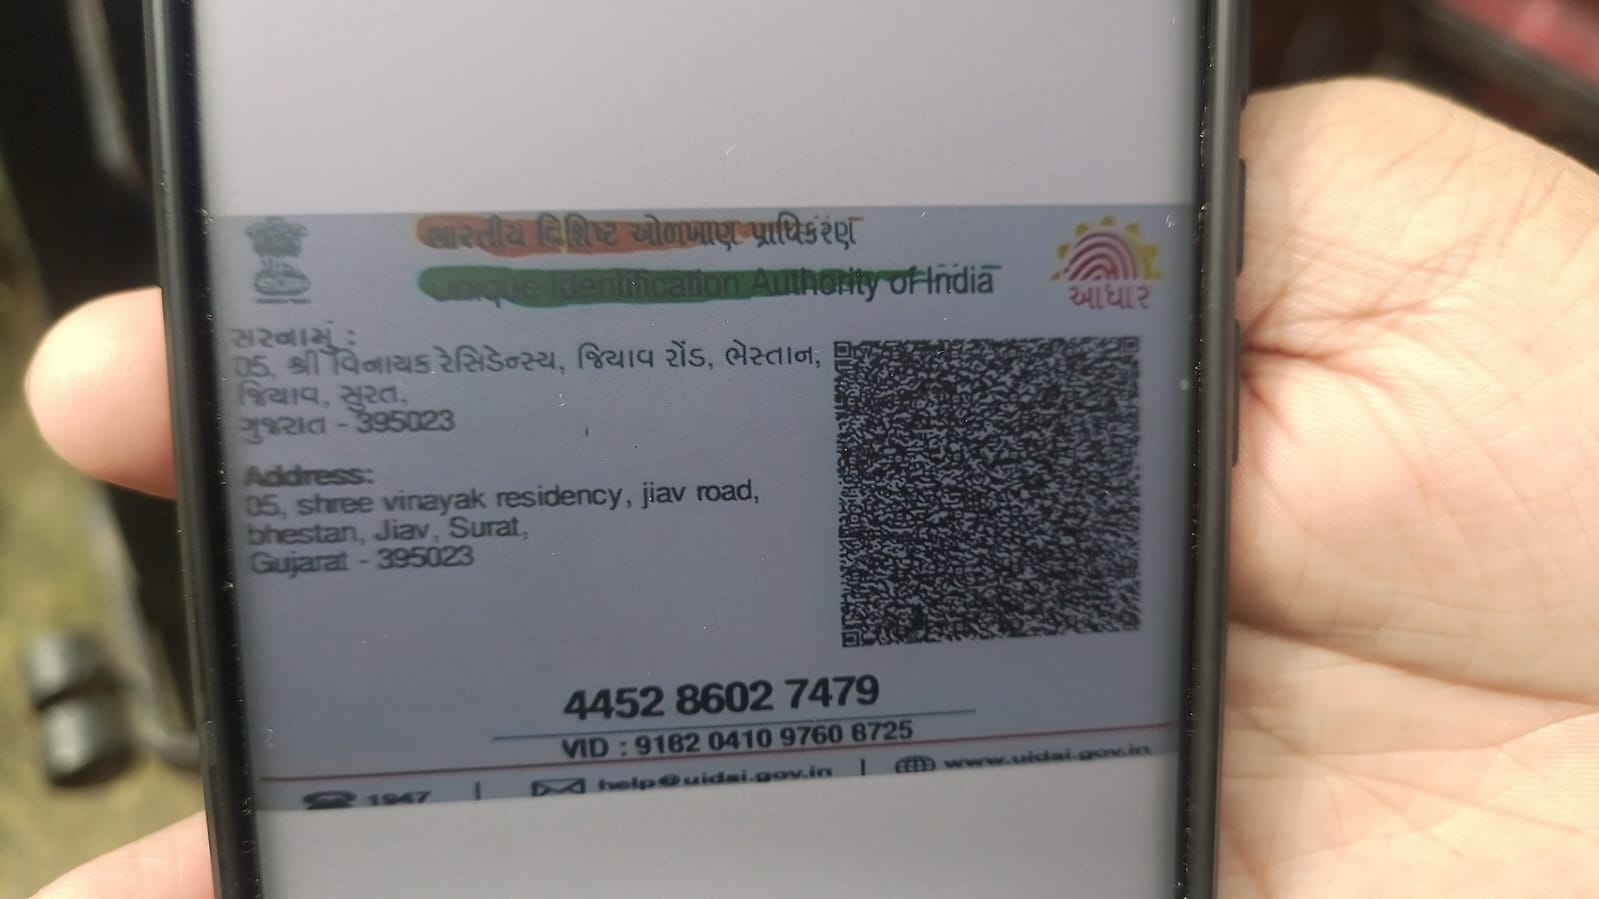 ભારતીય વિશિષ્ટ ઓળખાણ પ્રાધિકરણ
Unique Identification Authority of India
આધાર
સરનામું :
05, શ્રી વિનાયક રેસિડેન્સ્ય, જિયાવ રોંડ, ભેસ્તાન,
જિયાવ, સુરત,
ગુજરાત - 395023
Address:
05, shree vinayak residency, jiav road,
bhestan, Jiav, Surat,
Gujarat - 395023
4452 8602 7479
VID : 9182 0410 9760 8725
1947 | help@uidai.gov.in | www.uidai.gov.in